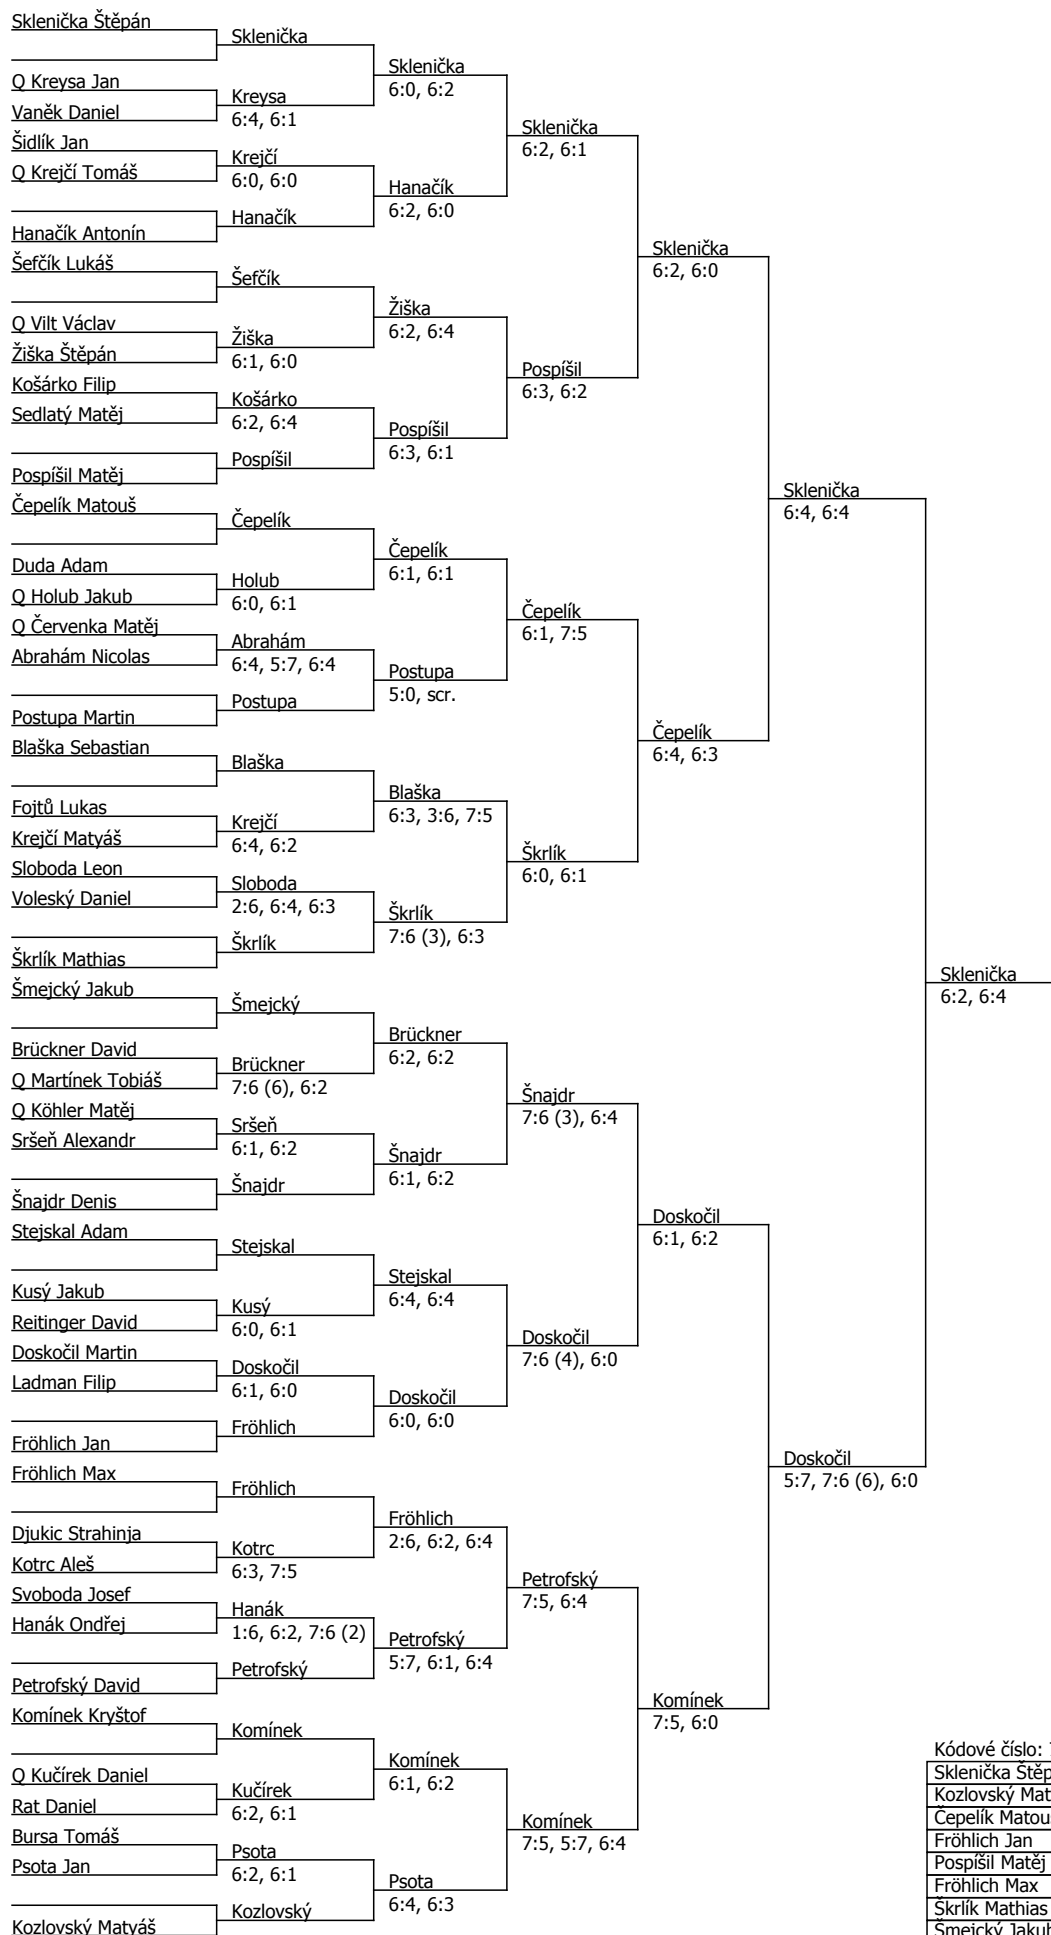 Sklenička Štěpán
Q Kreysa Jan
Vaněk Daniel
Šidlík Jan
Q Krejčí Tomáš
Hanačík Antonín
Šefčík Lukáš
Q Vilt Václav
Žiška Štěpán
Košárko Filip
Sedlatý Matěj
Pospíšil Matěj
Čepelík Matouš
Duda Adam
Q Holub Jakub
Q Červenka Matěj
Abrahám Nicolas
Postupa Martin
Blaška Sebastian
Fojtů Lukas
Krejčí Matyáš
Sloboda Leon
Voleský Daniel
Škrlík Mathias
Šmejcký Jakub
Brückner David
Q Martínek Tobiáš
Q Köhler Matěj
Sršeň Alexandr
Šnajdr Denis
Stejskal Adam
Kusý Jakub
Reitinger David
Doskočil Martin
Ladman Filip
Fröhlich Jan
Fröhlich Max
Djukic Strahinja
Kotrc Aleš
Svoboda Josef
Hanák Ondřej
Petrofský David
Komínek Kryštof
Q Kučírek Daniel
Rat Daniel
Bursa Tomáš
Psota Jan
Kozlovský Matyáš
Sklenička
Kreysa
6:4, 6:1
Krejčí
6:0, 6:0
Hanačík
Šefčík
Žiška
6:1, 6:0
Košárko
6:2, 6:4
Pospíšil
Čepelík
Holub
6:0, 6:1
Abrahám
6:4, 5:7, 6:4
Postupa
Blaška
Krejčí
6:4, 6:2
Sloboda
2:6, 6:4, 6:3
Škrlík
Šmejcký
Brückner
7:6 (6), 6:2
Sršeň
6:1, 6:2
Šnajdr
Stejskal
Kusý
6:0, 6:1
Doskočil
6:1, 6:0
Fröhlich
Fröhlich
Kotrc
6:3, 7:5
Hanák
1:6, 6:2, 7:6 (2)
Petrofský
Komínek
Kučírek
6:2, 6:1
Psota
6:2, 6:1
Kozlovský
Sklenička
6:0, 6:2
Hanačík
6:2, 6:0
Žiška
6:2, 6:4
Pospíšil
6:3, 6:1
Čepelík
6:1, 6:1
Postupa
5:0, scr.
Blaška
6:3, 3:6, 7:5
Škrlík
7:6 (3), 6:3
Brückner
6:2, 6:2
Šnajdr
6:1, 6:2
Stejskal
6:4, 6:4
Doskočil
6:0, 6:0
Fröhlich
2:6, 6:2, 6:4
Petrofský
5:7, 6:1, 6:4
Komínek
6:1, 6:2
Psota
6:4, 6:3
Sklenička
6:2, 6:1
Pospíšil
6:3, 6:2
Čepelík
6:1, 7:5
Škrlík
6:0, 6:1
Šnajdr
7:6 (3), 6:4
Doskočil
7:6 (4), 6:0
Petrofský
7:5, 6:4
Komínek
7:5, 5:7, 6:4
Sklenička
6:2, 6:0
Čepelík
6:4, 6:3
Doskočil
6:1, 6:2
Komínek
7:5, 6:0
Sklenička
6:4, 6:4
Doskočil
5:7, 7:6 (6), 6:0
Sklenička
6:2, 6:4
Kódové číslo:
Sklenička Štěp
Kozlovský Mat
Čepelík Matou
Fröhlich Jan
Pospíšil Matěj
Fröhlich Max
Škrlík Mathias
Šmejcký Jakub